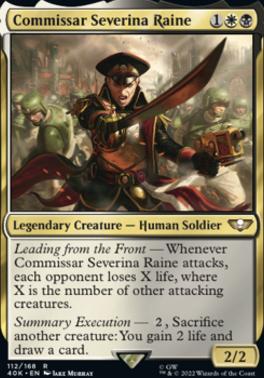 Commissar Severina Raine 1
Legendary Creature — Human Soldier
Leading from the Front — Whenever
Commissar Severina Raine attacks,
each opponent loses X life, where
X is the number of other attacking
creatures.
Summary Execution — 2, Sacrifice
another creature: You gain 2 life and
draw a card.
2/2
112/168 R
40K • EN Jake Murray
© GW
™ & © 2022 Wizards of the Coast